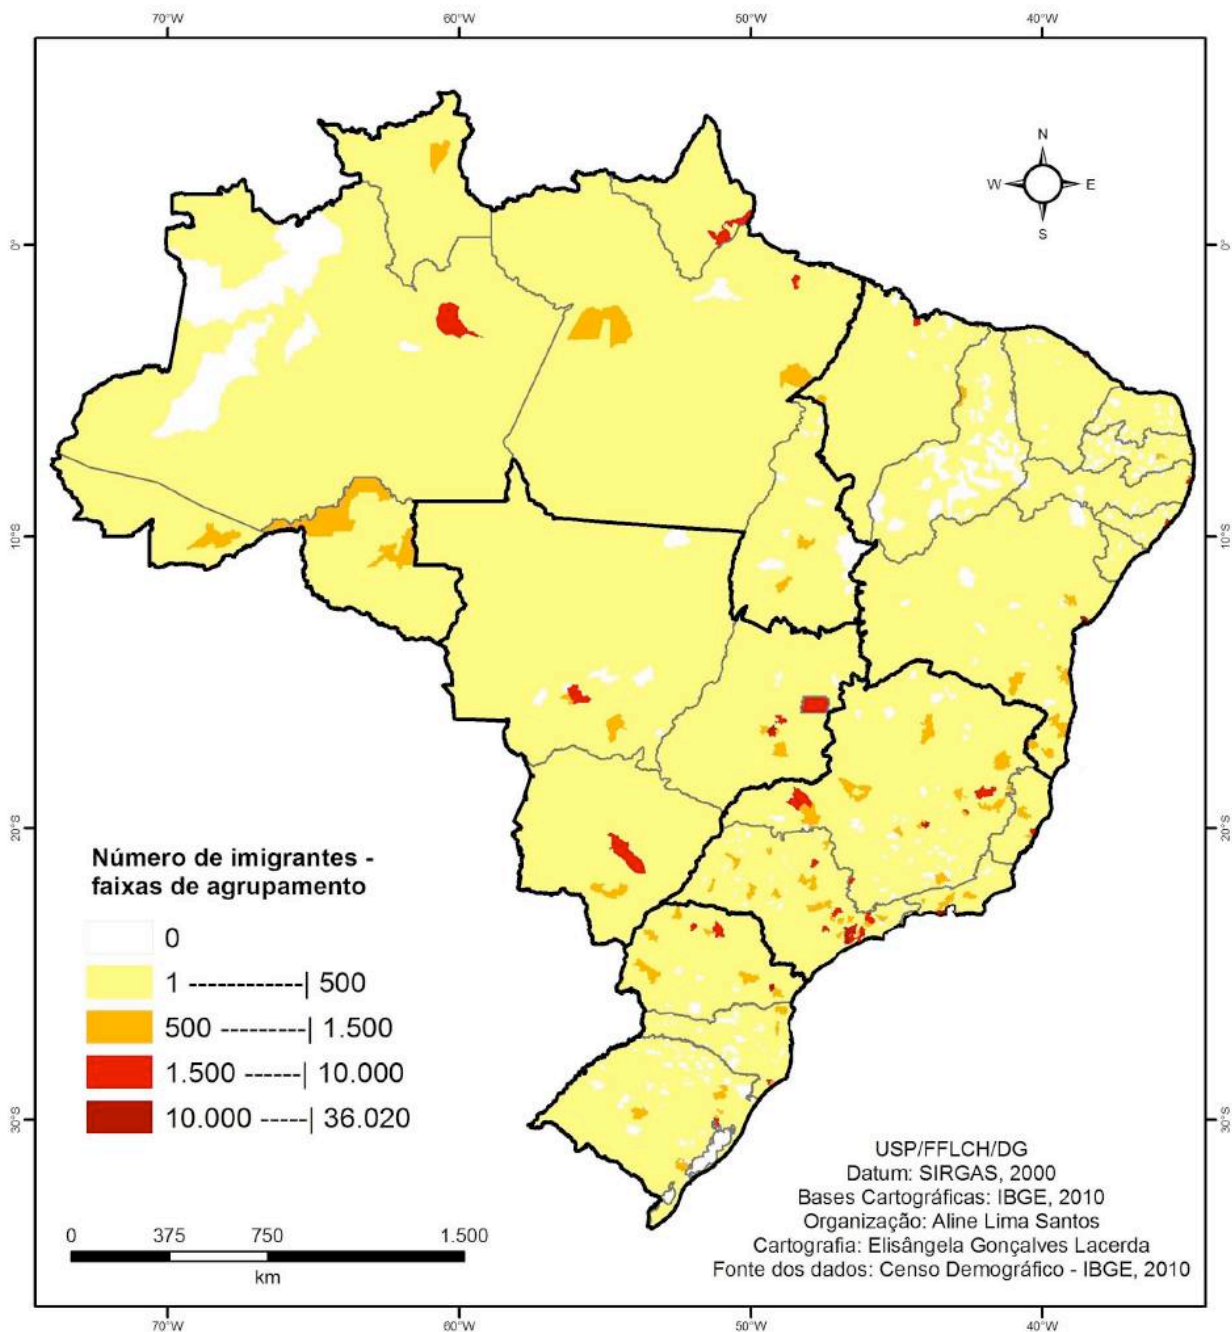 70°W 60°W 50°W 40°W
N
W E
S
0° 0°
10°S 10°S
20°S 20°S
Número de imigrantes -
faixas de agrupamento
0
1 ------------| 500
500 ---------| 1.500
1.500 ------| 10.000
10.000 -----| 36.020
30°S 30°S
USP/FFLCH/DG
Datum: SIRGAS, 2000
Bases Cartográficas: IBGE, 2010
Organização: Aline Lima Santos
Cartografia: Elisângela Gonçalves Lacerda
Fonte dos dados: Censo Demográfico - IBGE, 2010
0 375 750 1.500
km
70°W 60°W 50°W 40°W